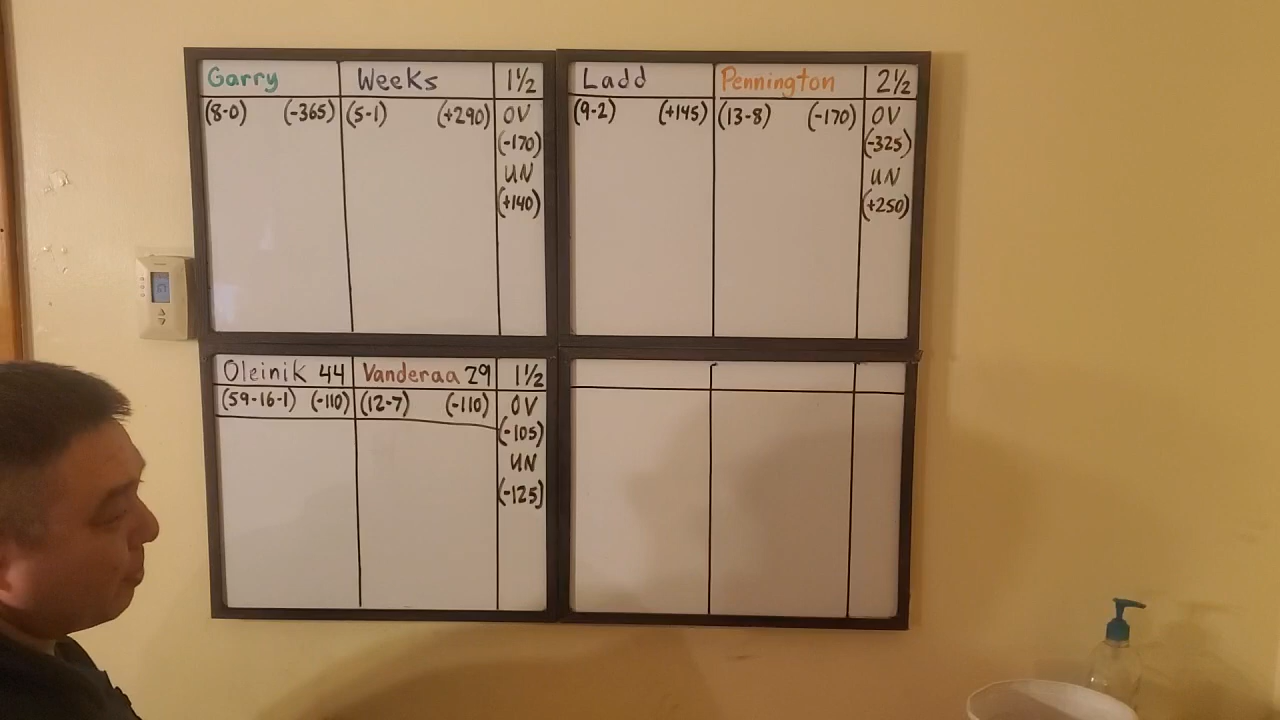 Garry Weeks 1½
(8-0) (-365) (5-1) (+290) OV
(-170)
UN
(+140)
Ladd Pennington 2½
(9-2) (+145) (13-8) (-170) OV
(-325)
UN
(+250)
Oleinik 44 Vanderaa 29 1½
(59-16-1) (-110) (12-7) (-110) OV
(-105)
UN
(-125)